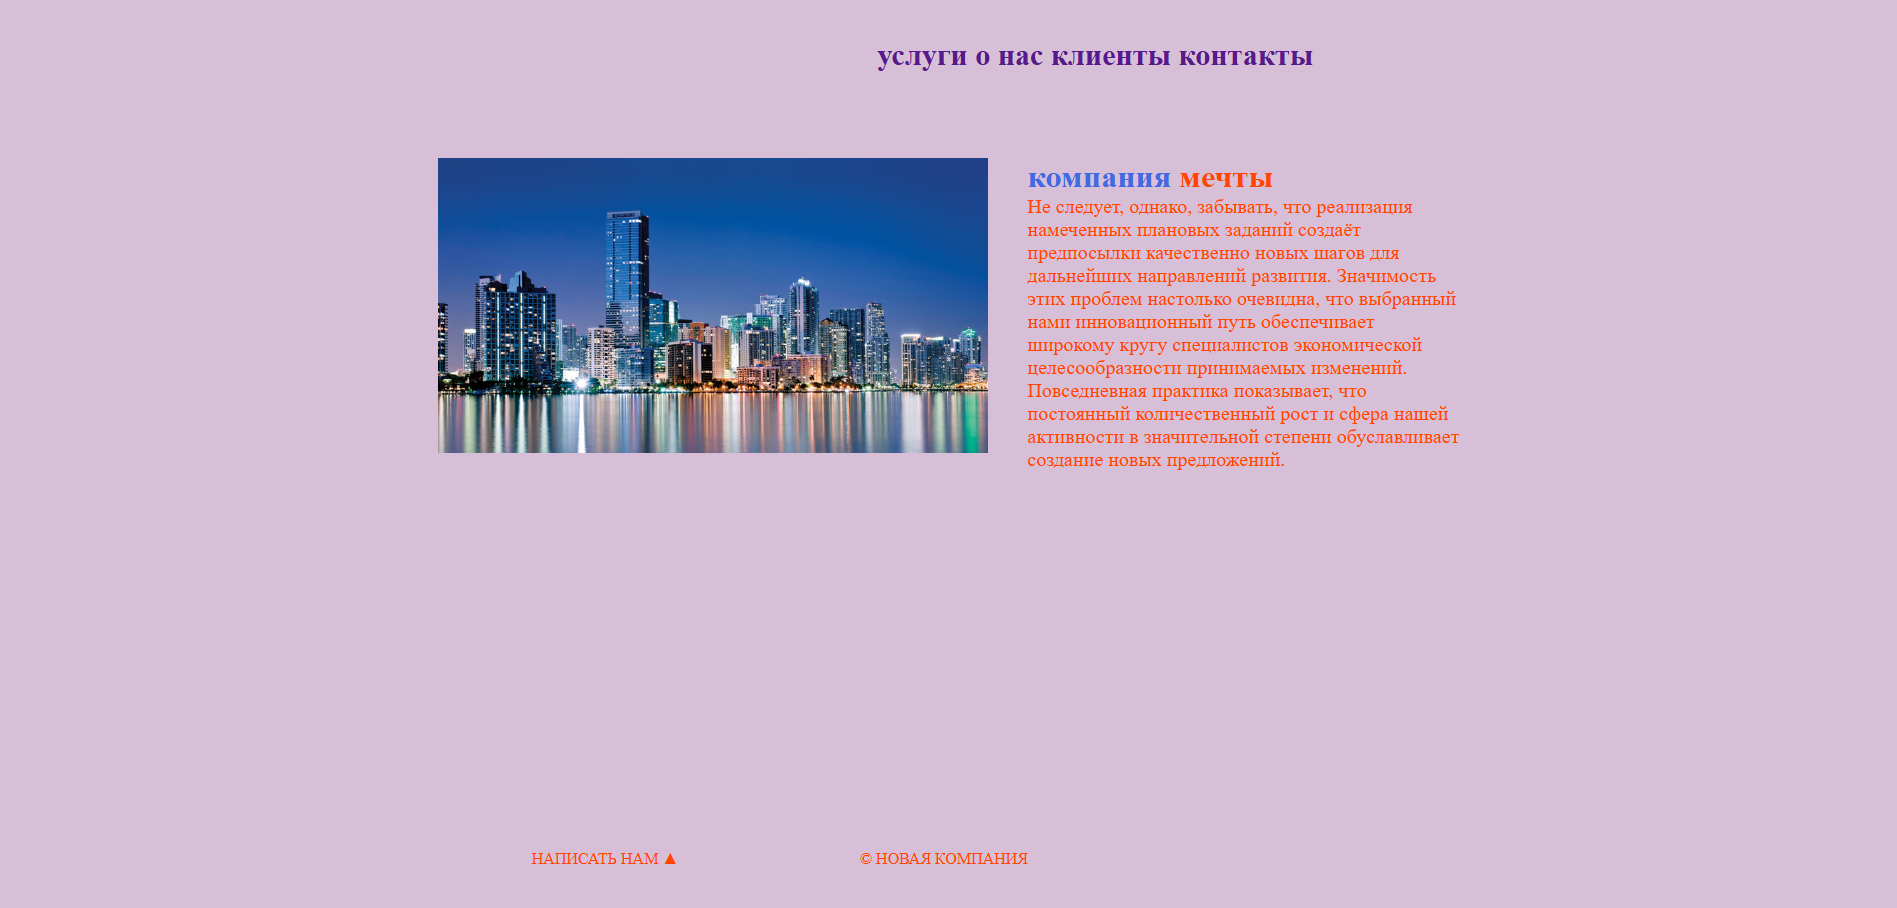 услуги о нас клиенты контакты
компания мечты
Не следует, однако, забывать, что реализация
намеченных плановых заданий создаёт
предпосылки качественно новых шагов для
дальнейших направлений развития. Значимость
этих проблем настолько очевидна, что выбранный
нами инновационный путь обеспечивает
широкому кругу специалистов экономической
целесообразности принимаемых изменений.
Повседневная практика показывает, что
постоянный количественный рост и сфера нашей
активности в значительной степени обуславливает
создание новых предложений.
НАПИСАТЬ НАМ ▲
© НОВАЯ КОМПАНИЯ